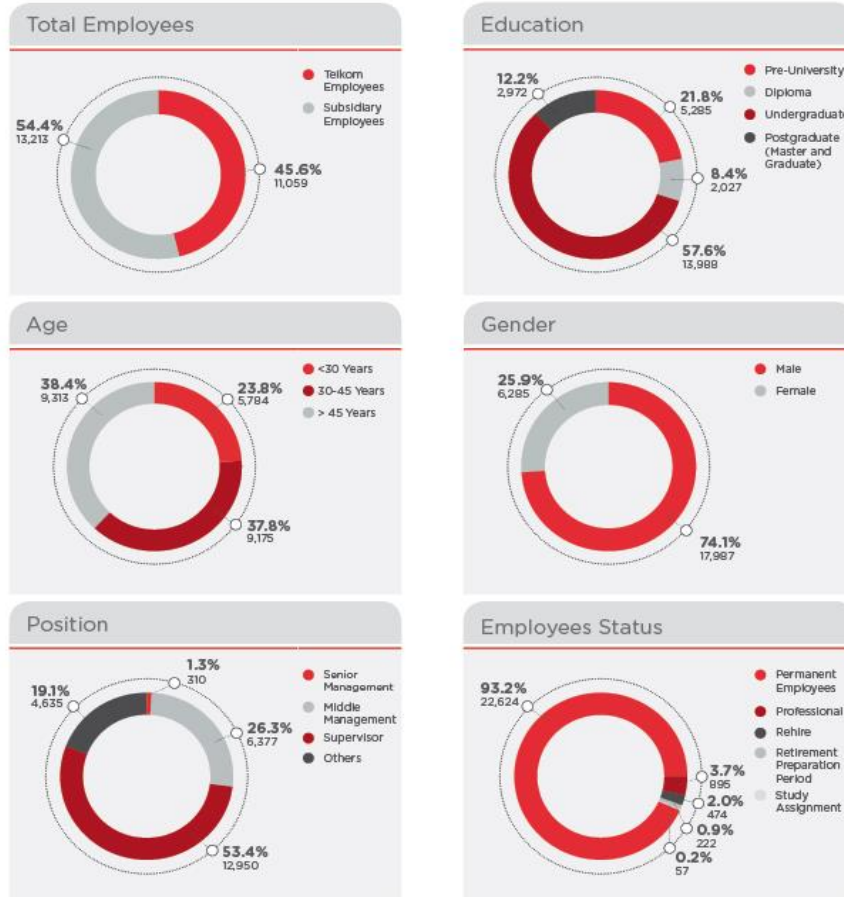 Total Employees
54.4%
13,213
45.6%
11,059
Telkom
Employees
Subsidiary
Employees
Education
12.2%
2,972
21.8%
5,285
8.4%
2,027
57.6%
13,988
Pre-University
Diploma
Undergraduate
Postgraduate
(Master and
Graduate)
Age
38.4%
9,313
23.8%
5,784
37.8%
9,175
<30 Years
30-45 Years
> 45 Years
Gender
25.9%
6,285
74.1%
17,987
Male
Female
Position
19.1%
4,635
1.3%
310
26.3%
6,377
53.4%
12,950
Senior
Management
Middle
Management
Supervisor
Others
Employees Status
93.2%
22,624
3.7%
895
2.0%
474
0.9%
222
0.2%
57
Permanent
Employees
Professional
Rehire
Retirement
Preparation
Period
Study
Assignment